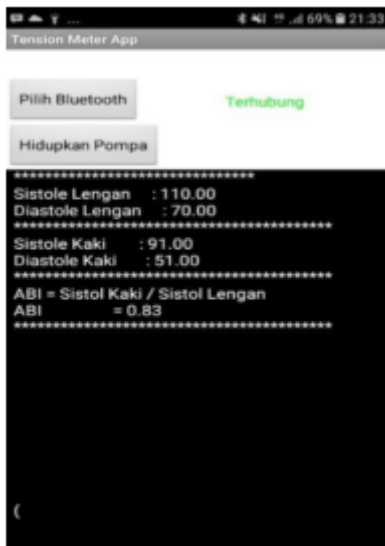 69% 21:33
Tension Meter App
Pilih Bluetooth
Terhubung
Hidupkan Pompa
******************************
Sistole Lengan : 110.00
Diastole Lengan : 70.00
****************************************
Sistole Kaki : 91.00
Diastole Kaki : 51.00
****************************************
ABI = Sistol Kaki / Sistol Lengan
ABI = 0.83
****************************************
(